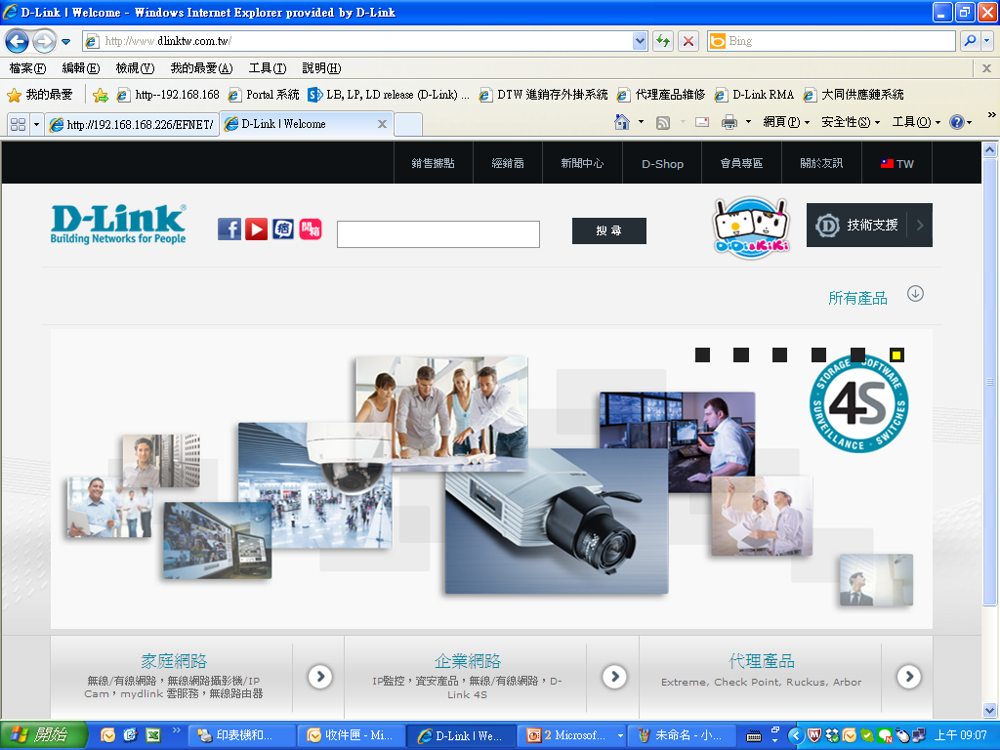 D-Link | Welcome - Windows Internet Explorer provided by D-Link
http://www.dlinktw.com.tw/
Bing
檔案(F) 編輯(E) 檢視(V) 我的最愛(A) 工具(T) 說明(H)
我的最愛 http--192.168.168 Portal 系統 LB, LP, LD release (D-Link) ... DTW 進銷存外掛系統 代理產品維修 D-Link RMA 大同供應鏈系統
http://192.168.168.226/EFNET/ D-Link | Welcome 網頁(P) 安全性(S) 工具(O)
銷售據點 經銷商 新聞中心 D-Shop 會員專區 關於友訊 TW
D-Link®
Building Networks for People
痞
開箱
搜 尋
DiDi&KiKi
D 技術支援
所有產品
STORAGE SOFTWARE
4S
SURVEILLANCE SWITCHES
家庭網路 企業網路 代理產品
無線/有線網路，無線網路攝影機/IP IP監控，資安產品，無線/有線網路，D- Extreme, Check Point, Ruckus, Arbor
Cam，mydlink 雲服務，無線路由器 Link 4S
開始 印表機和... 收件匣 - Mi... D-Link | We... 2 Microsof... 未命名 - 小... 上午 09:07